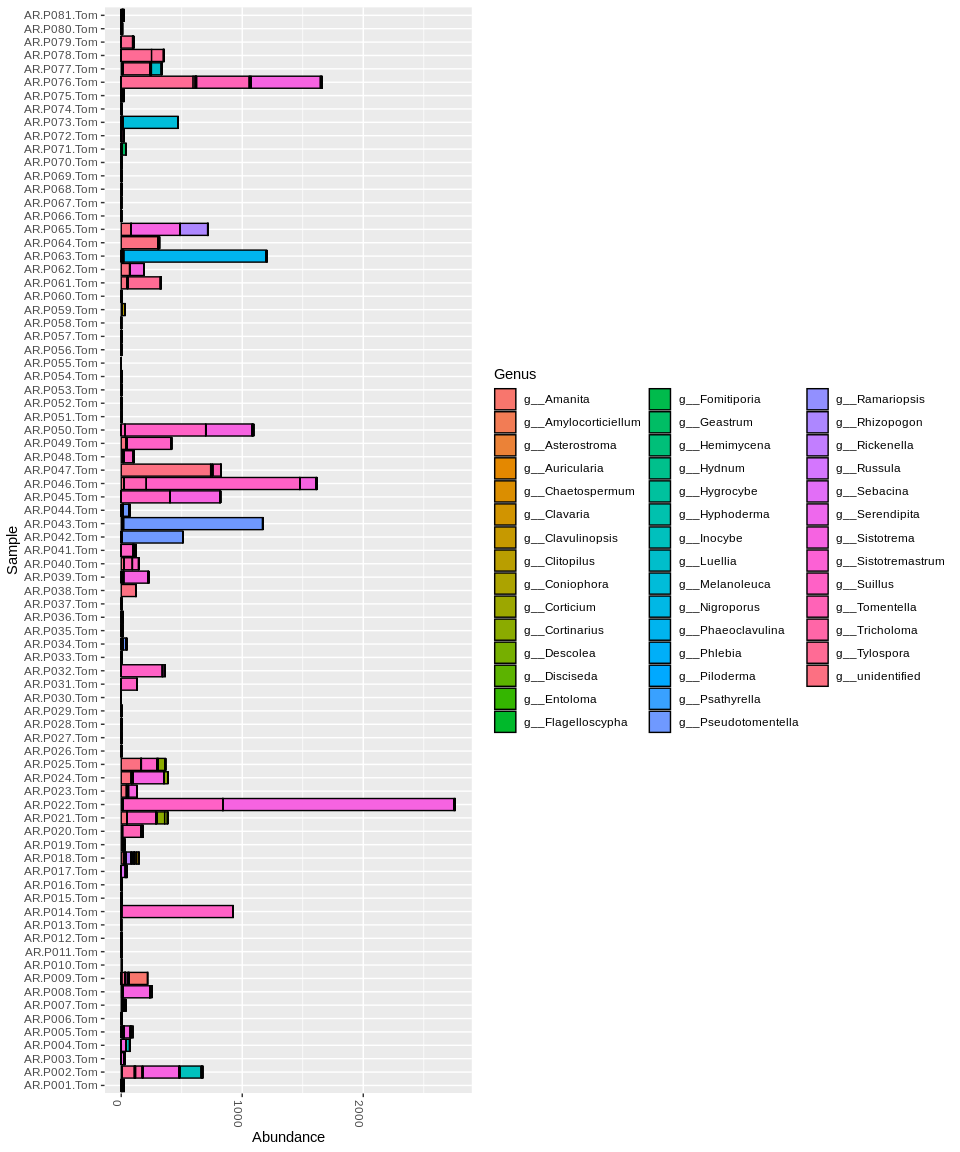 AR.P081.Tom
AR.P080.Tom
AR.P079.Tom
AR.P078.Tom
AR.P077.Tom
AR.P076.Tom
AR.P075.Tom
AR.P074.Tom
AR.P073.Tom
AR.P072.Tom
AR.P071.Tom
AR.P070.Tom
AR.P069.Tom
AR.P068.Tom
AR.P067.Tom
AR.P066.Tom
AR.P065.Tom
AR.P064.Tom
AR.P063.Tom
AR.P062.Tom
AR.P061.Tom
AR.P060.Tom
AR.P059.Tom
AR.P058.Tom
AR.P057.Tom
AR.P056.Tom
AR.P055.Tom
AR.P054.Tom
AR.P053.Tom
AR.P052.Tom
AR.P051.Tom
AR.P050.Tom
AR.P049.Tom
AR.P048.Tom
AR.P047.Tom
AR.P046.Tom
AR.P045.Tom
AR.P044.Tom
AR.P043.Tom
AR.P042.Tom
AR.P041.Tom
AR.P040.Tom
AR.P039.Tom
AR.P038.Tom
AR.P037.Tom
AR.P036.Tom
AR.P035.Tom
AR.P034.Tom
AR.P033.Tom
AR.P032.Tom
AR.P031.Tom
AR.P030.Tom
AR.P029.Tom
AR.P028.Tom
AR.P027.Tom
AR.P026.Tom
AR.P025.Tom
AR.P024.Tom
AR.P023.Tom
AR.P022.Tom
AR.P021.Tom
AR.P020.Tom
AR.P019.Tom
AR.P018.Tom
AR.P017.Tom
AR.P016.Tom
AR.P015.Tom
AR.P014.Tom
AR.P013.Tom
AR.P012.Tom
AR.P011.Tom
AR.P010.Tom
AR.P009.Tom
AR.P008.Tom
AR.P007.Tom
AR.P006.Tom
AR.P005.Tom
AR.P004.Tom
AR.P003.Tom
AR.P002.Tom
AR.P001.Tom
Sample
0
1000
2000
Abundance
Genus
g__Amanita
g__Amylocorticiellum
g__Asterostroma
g__Auricularia
g__Chaetospermum
g__Clavaria
g__Clavulinopsis
g__Clitopilus
g__Coniophora
g__Corticium
g__Cortinarius
g__Descolea
g__Disciseda
g__Entoloma
g__Flagelloscypha
g__Fomitiporia
g__Geastrum
g__Hemimycena
g__Hydnum
g__Hygrocybe
g__Hyphoderma
g__Inocybe
g__Luellia
g__Melanoleuca
g__Nigroporus
g__Phaeoclavulina
g__Phlebia
g__Piloderma
g__Psathyrella
g__Pseudotomentella
g__Ramariopsis
g__Rhizopogon
g__Rickenella
g__Russula
g__Sebacina
g__Serendipita
g__Sistotrema
g__Sistotremastrum
g__Suillus
g__Tomentella
g__Tricholoma
g__Tylospora
g__unidentified